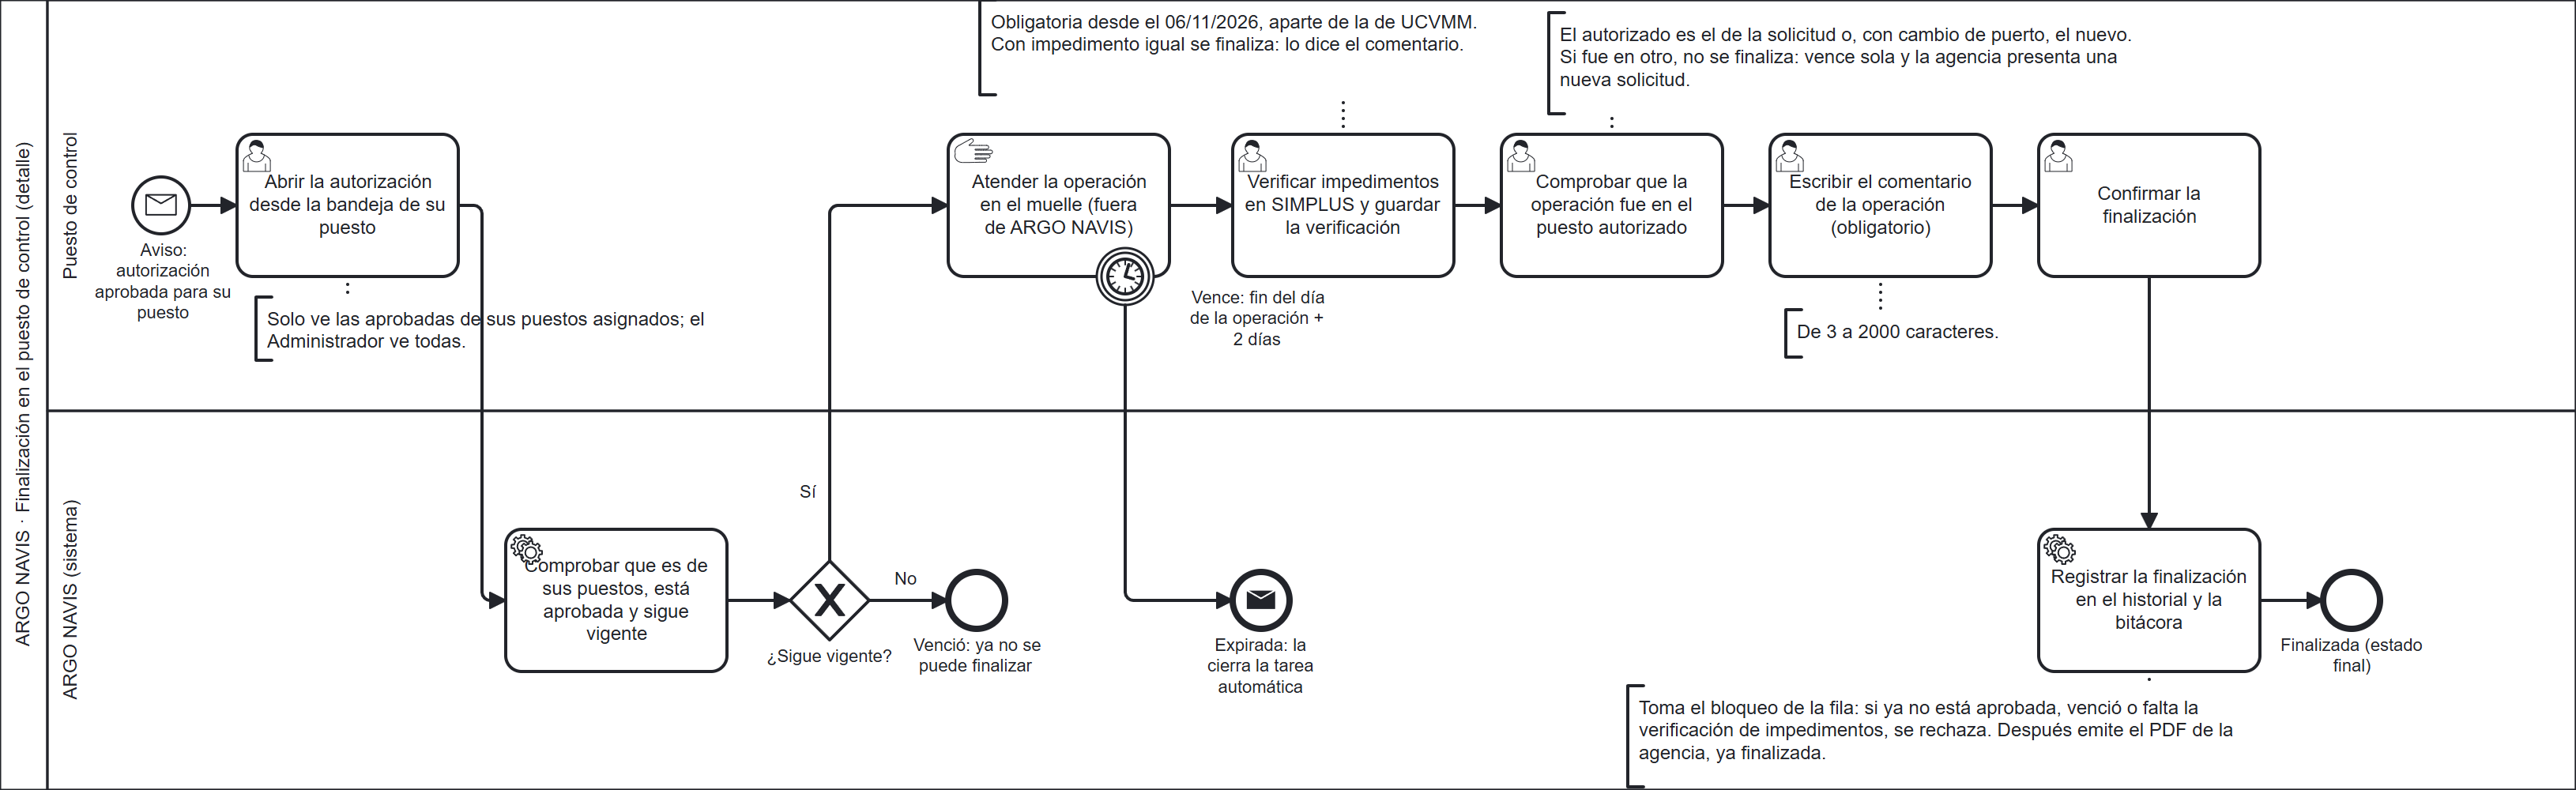 ARGO NAVIS · Finalización en el puesto de control (detalle)
Puesto de control
Aviso:
autorización
aprobada para su
puesto
Abrir la autorización
desde la bandeja de su
puesto
Solo ve las aprobadas de sus puestos asignados; el
Administrador ve todas.
Obligatoria desde el 06/11/2026, aparte de la de UCVMM.
Con impedimento igual se finaliza: lo dice el comentario.
Atender la operación
en el muelle (fuera
de ARGO NAVIS)
Vence: fin del día
de la operación +
2 días
Verificar impedimentos
en SIMPLUS y guardar
la verificación
El autorizado es el de la solicitud o, con cambio de puerto, el nuevo.
Si fue en otro, no se finaliza: vence sola y la agencia presenta una
nueva solicitud.
Comprobar que la
operación fue en el
puesto autorizado
Escribir el comentario
de la operación
(obligatorio)
De 3 a 2000 caracteres.
Confirmar la
finalización
ARGO NAVIS (sistema)
Comprobar que es de
sus puestos, está
aprobada y sigue
vigente
¿Sigue vigente?
Sí
No
Venció: ya no se
puede finalizar
Expirada: la
cierra la tarea
automática
Registrar la finalización
en el historial y la
bitácora
Finalizada (estado
final)
Toma el bloqueo de la fila: si ya no está aprobada, venció o falta la
verificación de impedimentos, se rechaza. Después emite el PDF de la
agencia, ya finalizada.